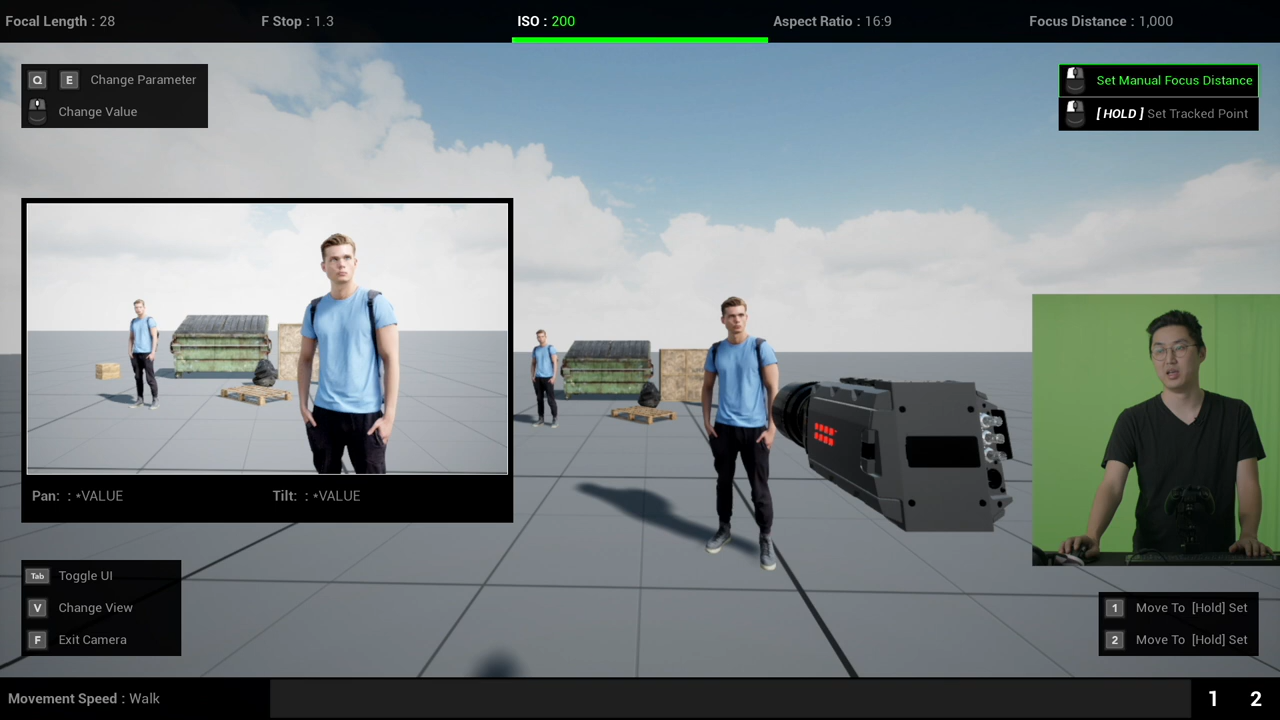 Focal Length : 28
F Stop : 1.3
ISO : 200
Aspect Ratio : 16:9
Focus Distance : 1,000
Q E Change Parameter
Change Value
Set Manual Focus Distance
[ HOLD ] Set Tracked Point
Pan: : *VALUE
Tilt: : *VALUE
Tab Toggle UI
V Change View
F Exit Camera
1 Move To [Hold] Set
2 Move To [Hold] Set
Movement Speed : Walk
1 2